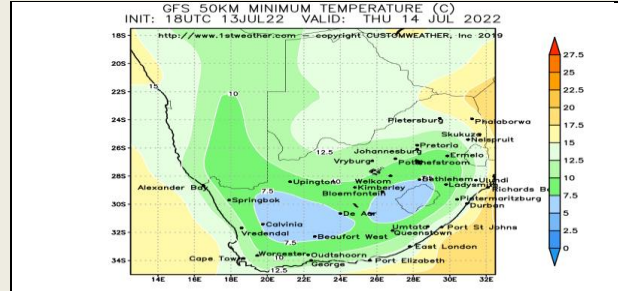 GFS 50KM MINIMUM TEMPERATURE (C)
INIT: 18UTC 13JUL22 VALID: THU 14 JUL 2022
http://www.1stweather.com — copyright CUSTOMWEATHER, Inc 2019
18S
20S
22S
24S
26S
28S
30S
32S
34S
14E 16E 18E 20E 22E 24E 26E 28E 30E 32E
15
10
12.5
10
7.5
7.5
12.5
Pietersburg
Phalaborwa
Skukuza
Nelspruit
Pretoria
Johannesburg
Ermelo
Vryburg
Potchefstroom
Welkom
Bethlehem
Ulundi
Alexander Bay
Upington
Kimberley
Ladysmith
Richards B
Bloemfontein
Springbok
Pietermaritzburg
Durban
De Aar
Calvinia
Vredendal
Umtata
Port St Johns
Beaufort West
Queenstown
East London
Cape Town
Worcester
Oudtshoorn
George
Port Elizabeth
27.5
25
22.5
20
17.5
15
12.5
10
7.5
5
2.5
0